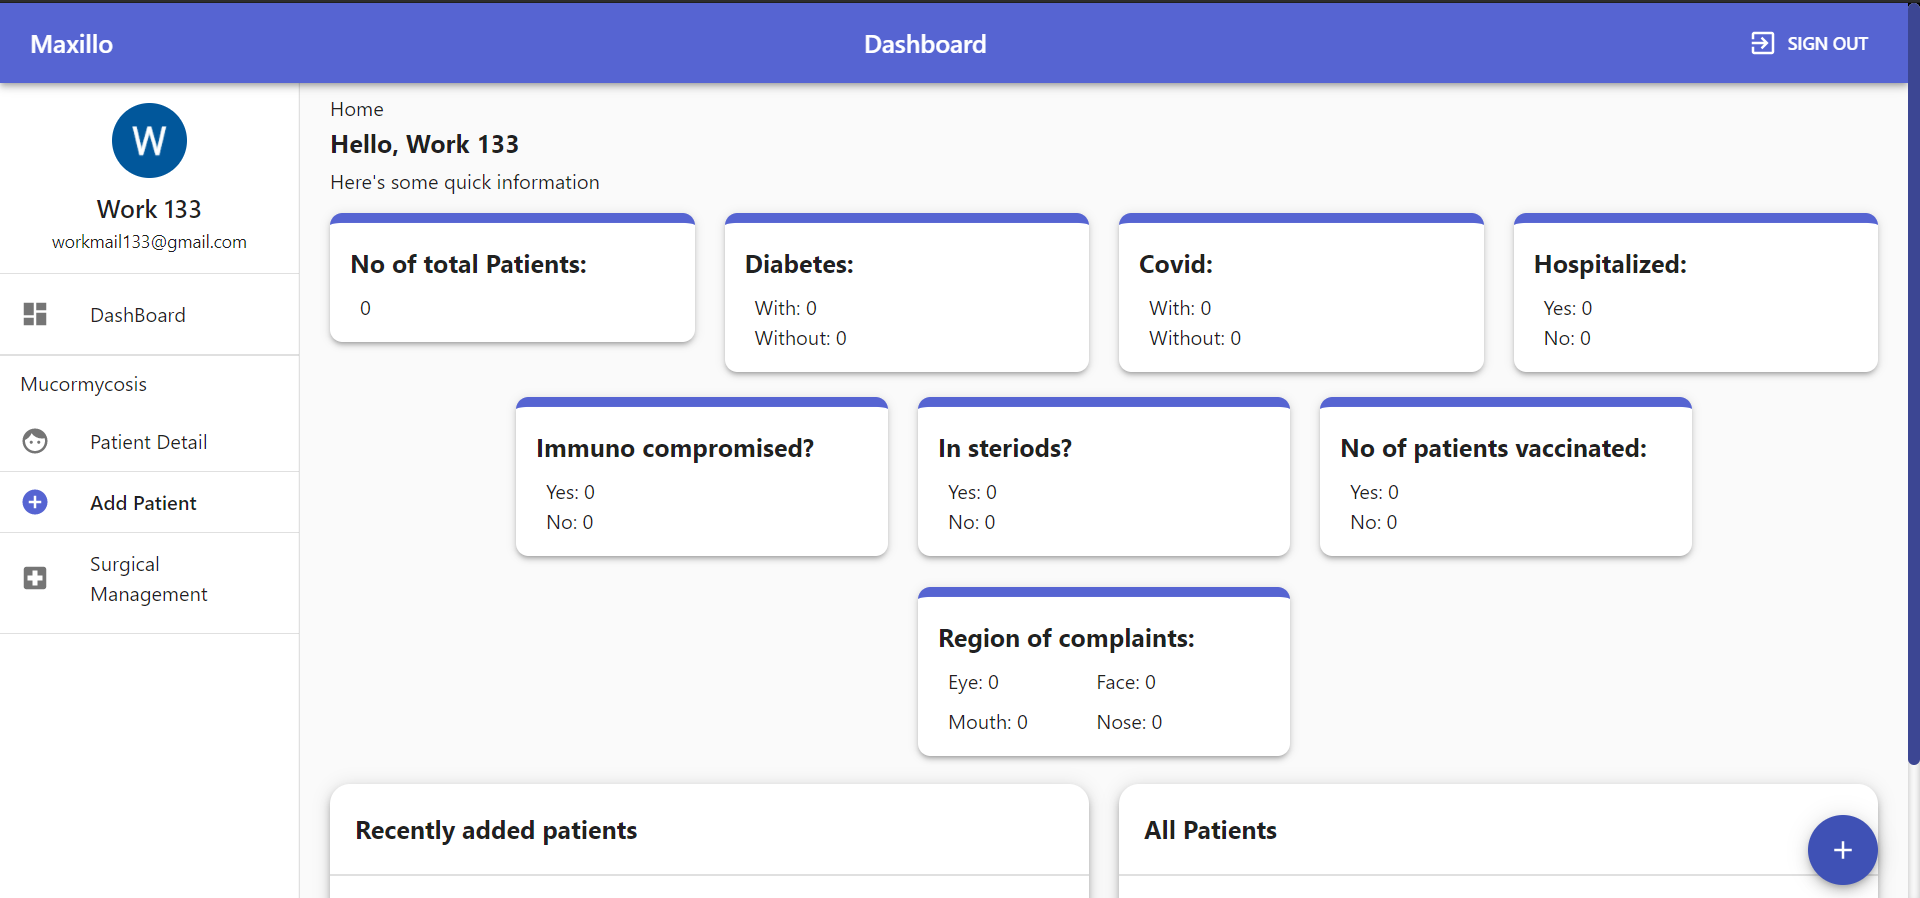 Maxillo
Dashboard
SIGN OUT
W
Work 133
workmail133@gmail.com
DashBoard
Mucormycosis
Patient Detail
Add Patient
Surgical
Management
Home
Hello, Work 133
Here's some quick information
No of total Patients:
0
Diabetes:
With: 0
Without: 0
Covid:
With: 0
Without: 0
Hospitalized:
Yes: 0
No: 0
Immuno compromised?
Yes: 0
No: 0
In steriods?
Yes: 0
No: 0
No of patients vaccinated:
Yes: 0
No: 0
Region of complaints:
Eye: 0 Face: 0
Mouth: 0 Nose: 0
Recently added patients
All Patients
+